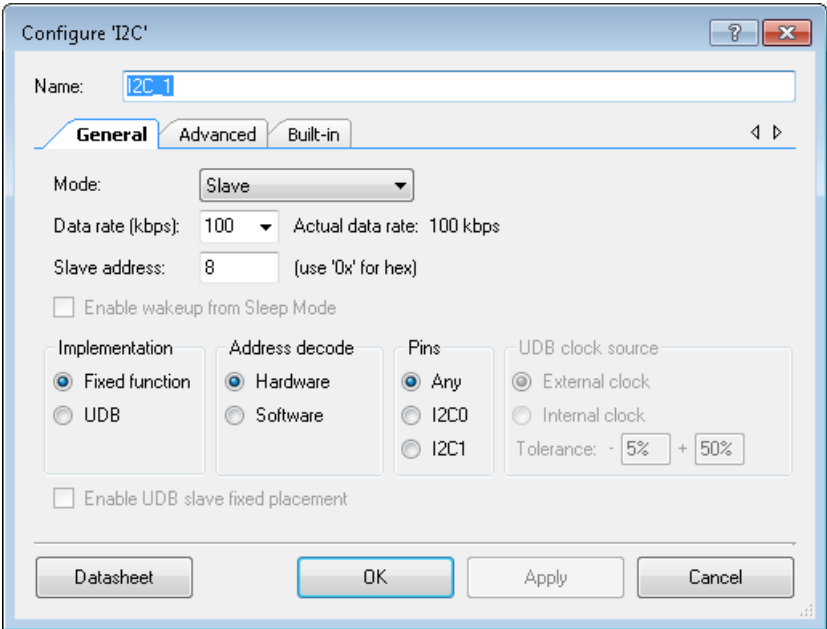 Configure 'I2C'
Name: I2C_1
General Advanced Built-in
Mode: Slave
Data rate (kbps): 100 Actual data rate: 100 kbps
Slave address: 8 (use '0x' for hex)
Enable wakeup from Sleep Mode
Implementation Address decode Pins UDB clock source
Fixed function Hardware Any External clock
UDB Software I2C0 Internal clock
I2C1 Tolerance: - 5% + 50%
Enable UDB slave fixed placement
Datasheet OK Apply Cancel